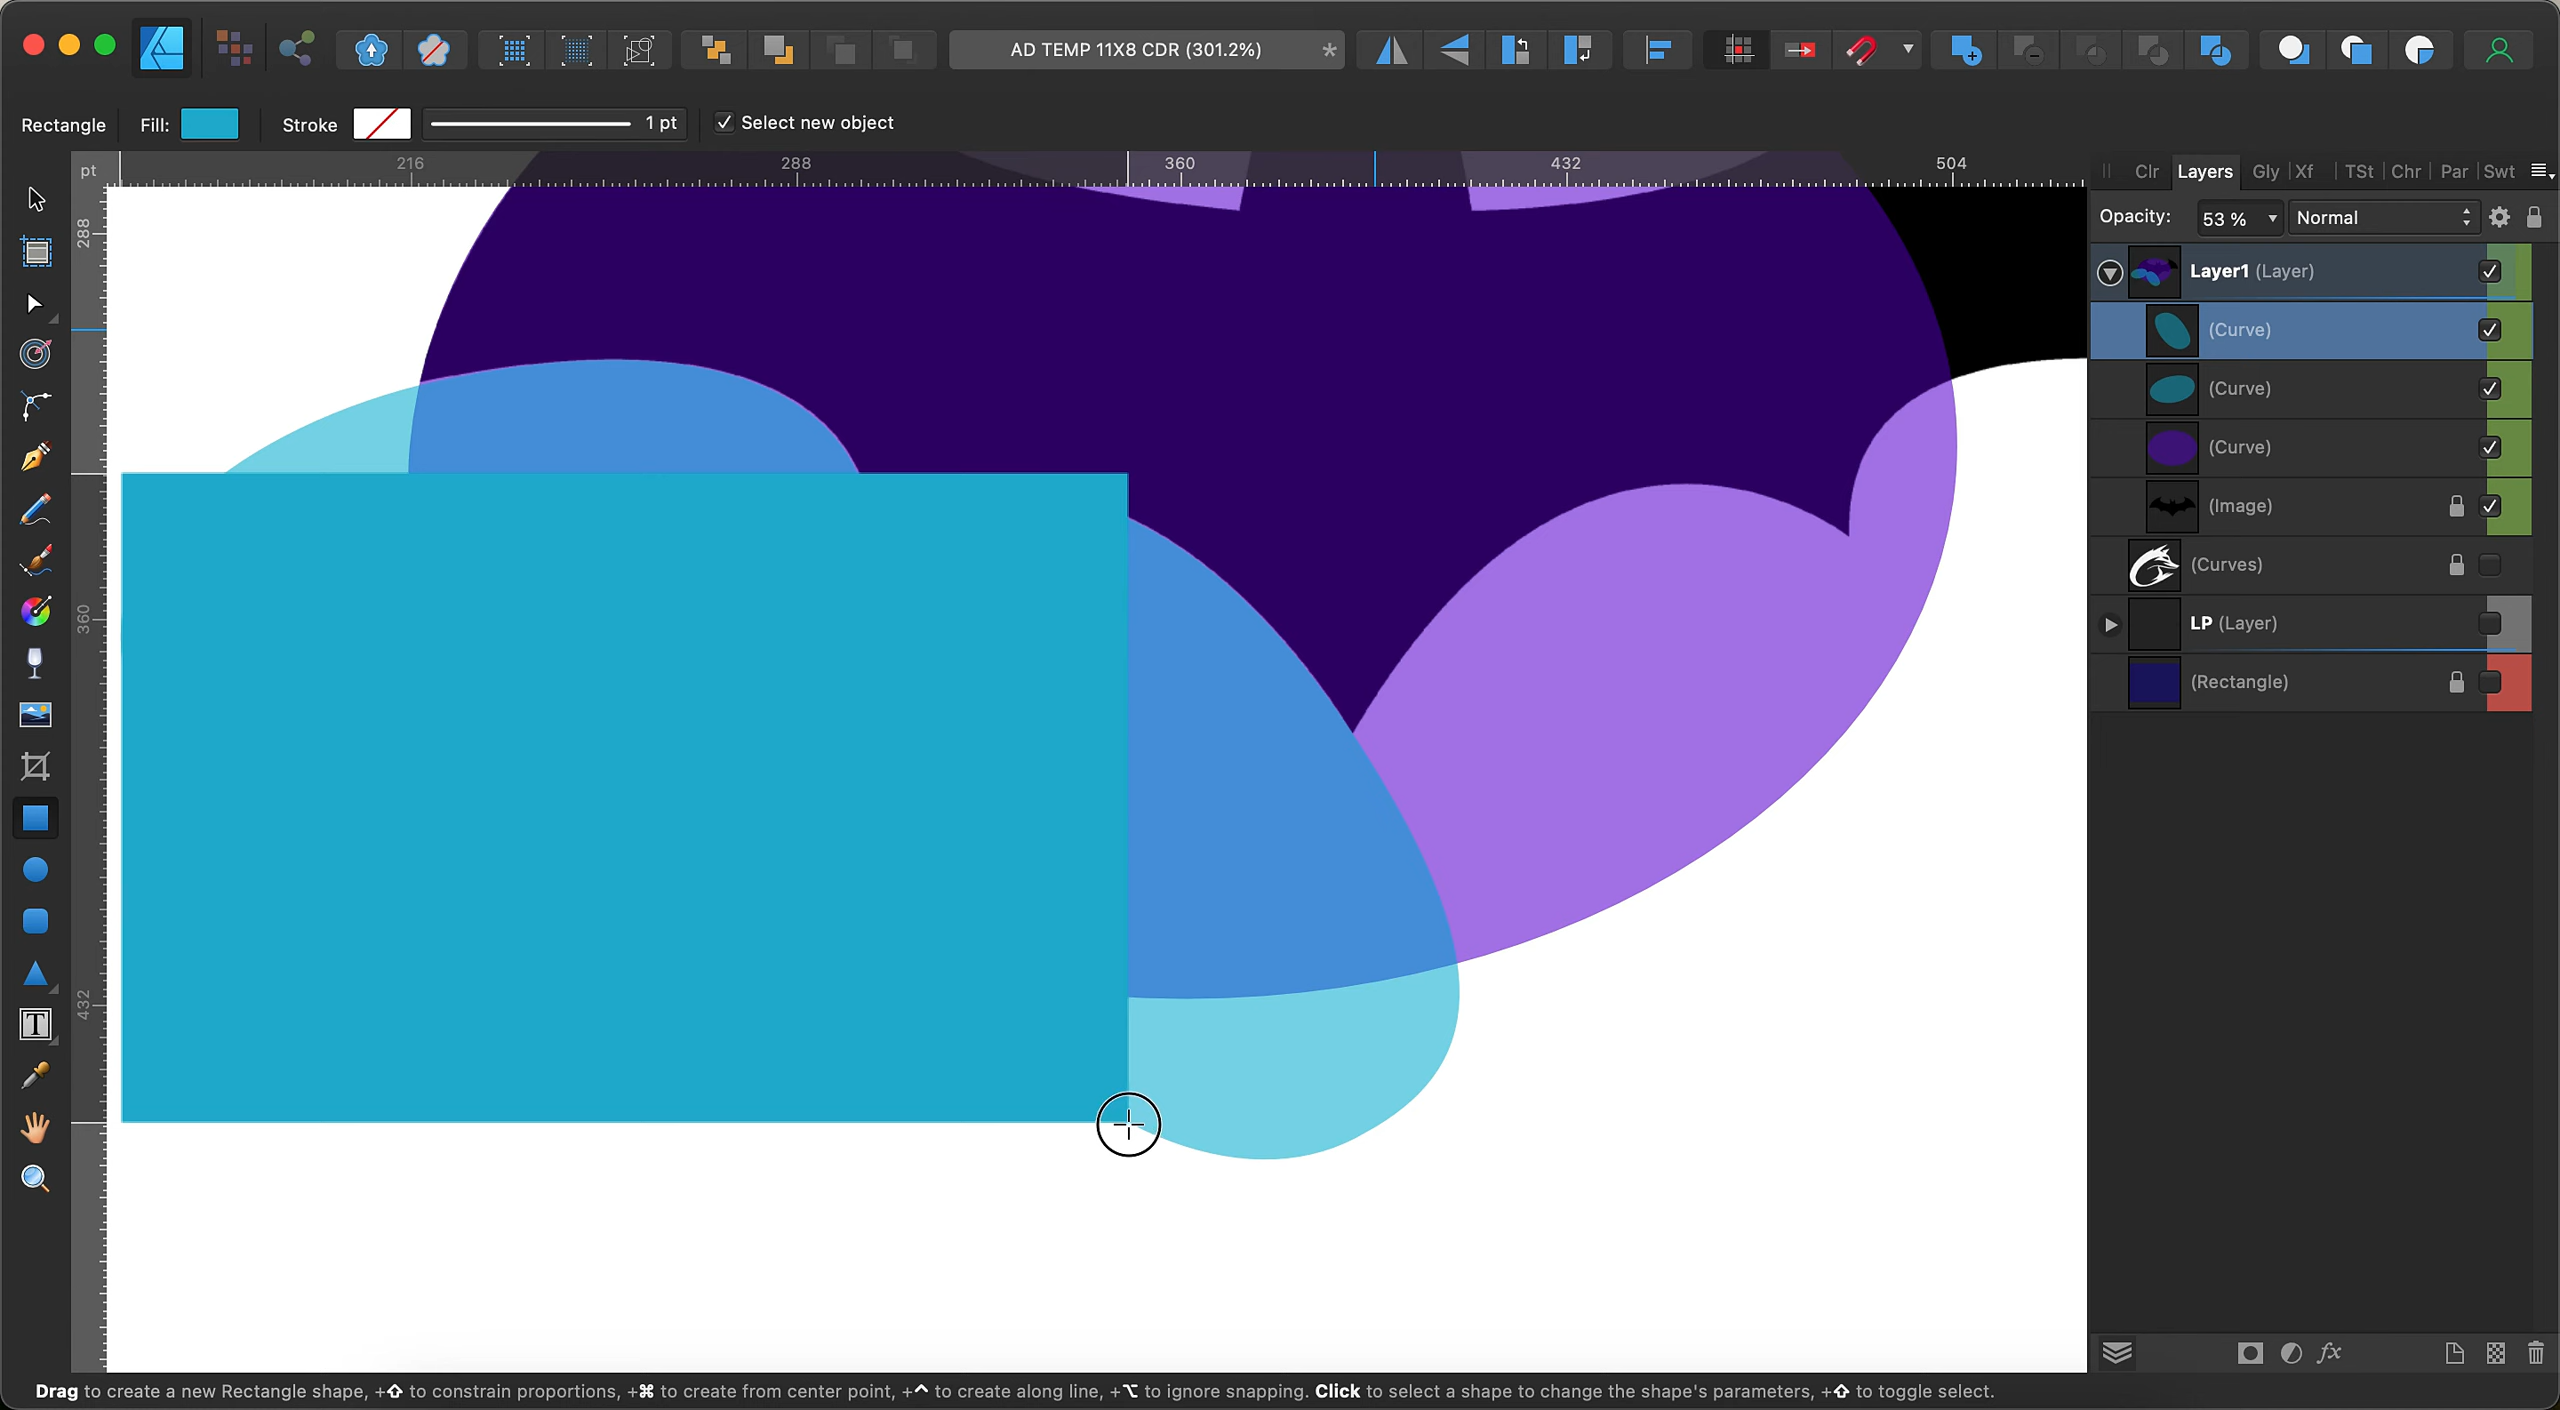 AD TEMP 11X8 CDR (301.2%) *
Rectangle Fill: Stroke 1 pt Select new object
pt 216 288 360 432 504
288
360
432
Clr Layers Gly Xf TSt Chr Par Swt
Opacity: 53 % Normal
Layer1 (Layer)
(Curve)
(Curve)
(Curve)
(Image)
(Curves)
LP (Layer)
(Rectangle)
T
fx
Drag to create a new Rectangle shape, +⇧ to constrain proportions, +⌘ to create from center point, +⌃ to create along line, +⌥ to ignore snapping. Click to select a shape to change the shape's parameters, +⇧ to toggle select.